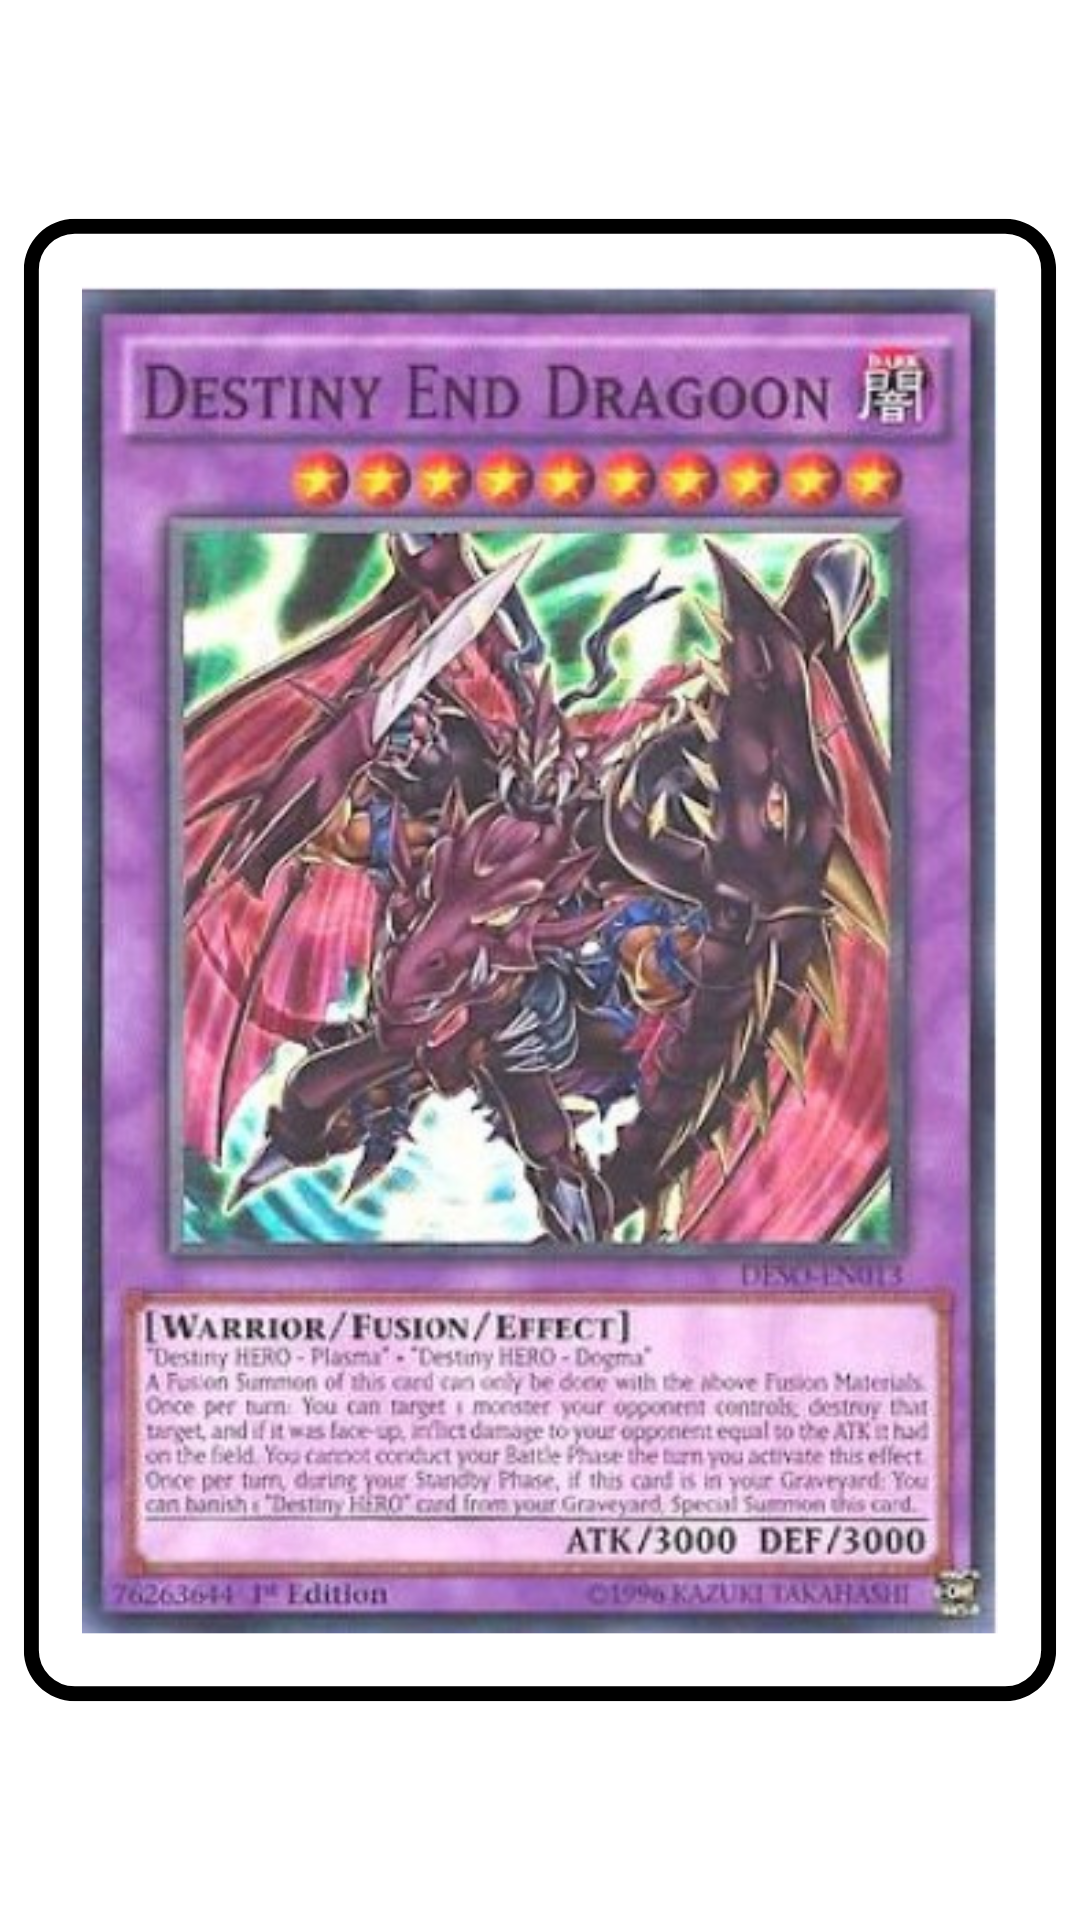 DESTINY END DRAGOON
DARK
闇
DESO-EN013
[WARRIOR/FUSION/EFFECT]
"Destiny HERO - Plasma" + "Destiny HERO - Dogma"
A Fusion Summon of this card can only be done with the above Fusion Materials.
Once per turn: You can target 1 monster your opponent controls; destroy that
target, and if it was face-up, inflict damage to your opponent equal to the ATK it had
on the field. You cannot conduct your Battle Phase the turn you activate this effect.
Once per turn, during your Standby Phase, if this card is in your Graveyard: You
can banish 1 "Destiny HERO" card from your Graveyard; Special Summon this card.
ATK/3000 DEF/3000
76263644 1st Edition ©1996 KAZUKI TAKAHASHI